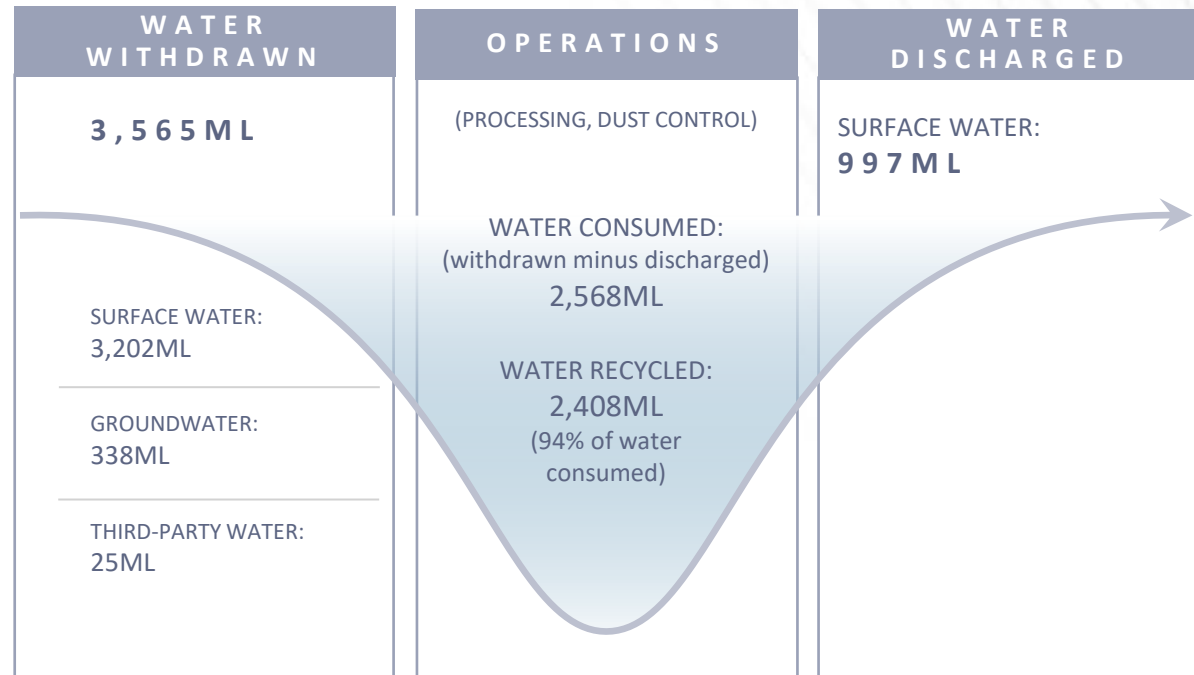 WATER
WITHDRAWN
3,565ML
SURFACE WATER:
3,202ML
GROUNDWATER:
338ML
THIRD-PARTY WATER:
25ML
OPERATIONS
(PROCESSING, DUST CONTROL)
WATER CONSUMED:
(withdrawn minus discharged)
2,568ML
WATER RECYCLED:
2,408ML
(94% of water
consumed)
WATER
DISCHARGED
SURFACE WATER:
997ML